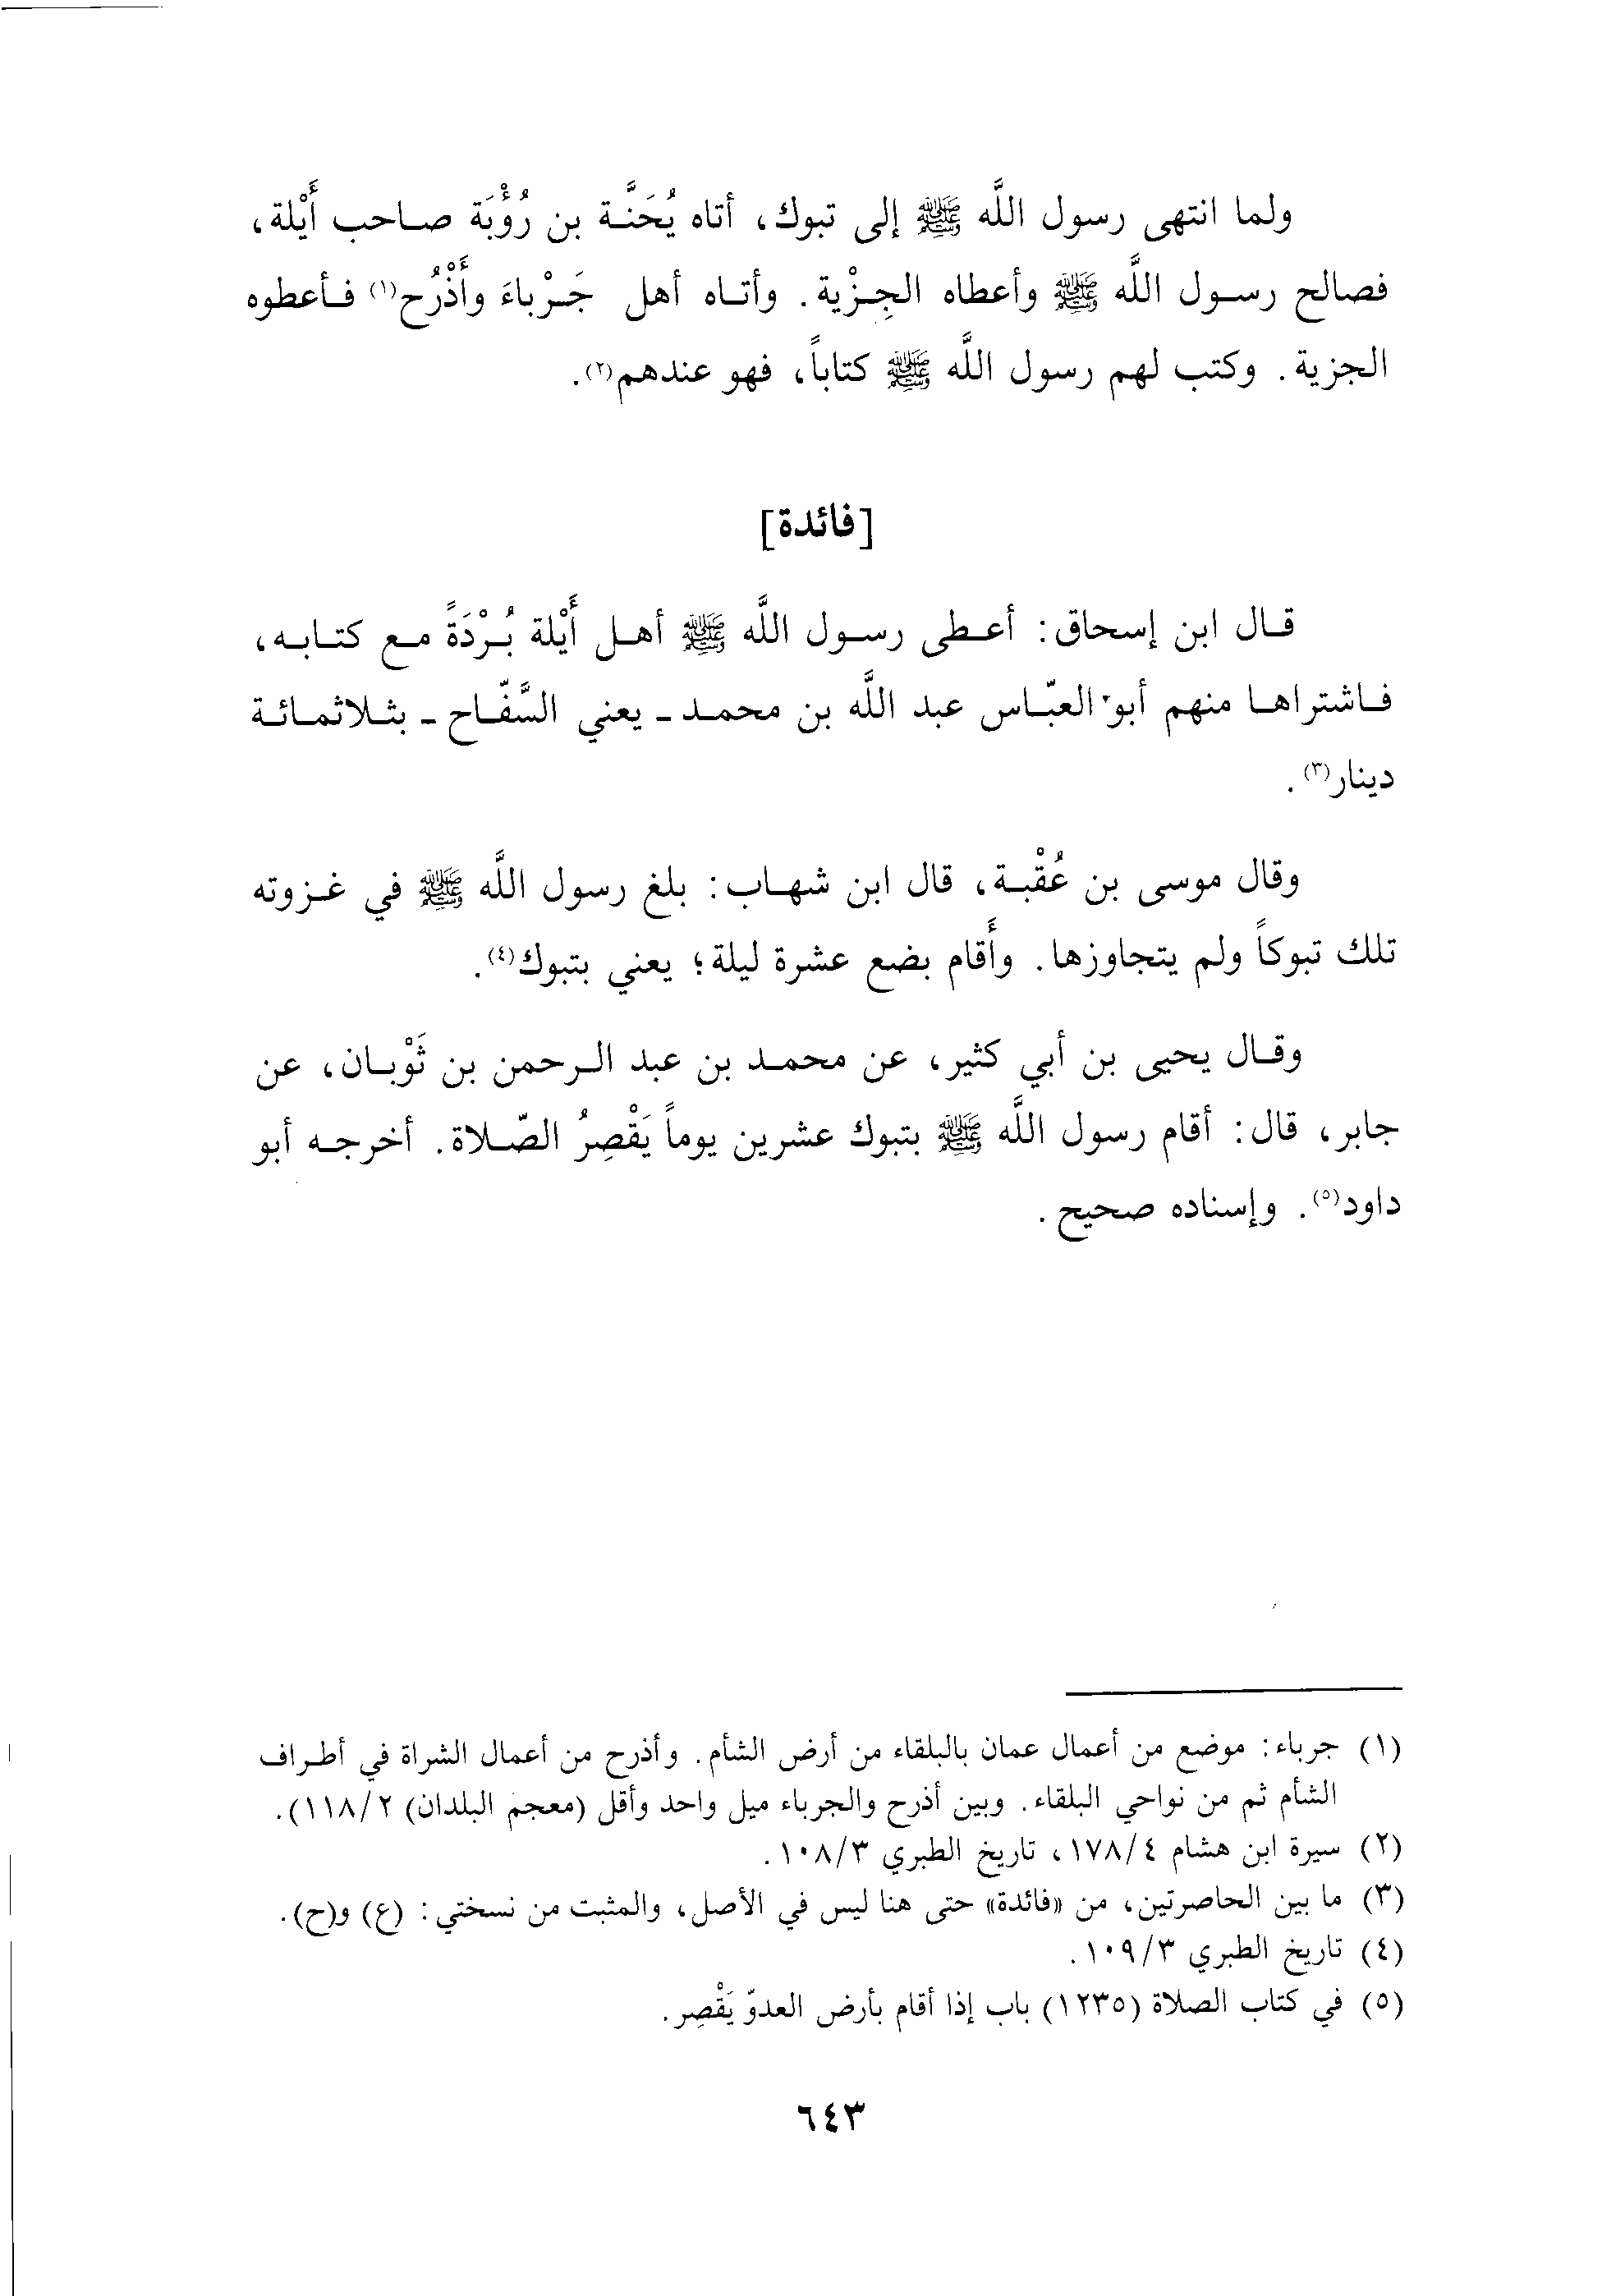 ولما انتهى رسول اللَّه ﷺ إلى تبوك، أتاه يُحَنَّة بن رُؤْبَة صاحب أَيْلة،
فصالح رسول اللَّه ﷺ وأعطاه الجِزْية. وأتاه أهل جَرْباءَ وأَذْرُح(١) فأعطوه
الجزية. وكتب لهم رسول اللَّه ﷺ كتاباً، فهو عندهم(٢).
[فائدة]
قال ابن إسحاق: أعطى رسول اللَّه ﷺ أهل أَيْلة بُرْدَةً مع كتابه،
فاشتراها منهم أبو العبّاس عبد اللَّه بن محمد ـ يعني السَّفّاح ـ بثلاثمائة
دينار(٣).
وقال موسى بن عُقْبة، قال ابن شهاب: بلغ رسول اللَّه ﷺ في غزوته
تلك تبوكاً ولم يتجاوزها. وأَقام بضع عشرة ليلة؛ يعني بتبوك(٤).
وقال يحيى بن أبي كثير، عن محمد بن عبد الرحمن بن ثَوْبان، عن
جابر، قال: أقام رسول اللَّه ﷺ بتبوك عشرين يوماً يَقْصِرُ الصّلاة. أخرجه أبو
داود(٥). وإسناده صحيح.
(١) جرباء: موضع من أعمال عمان بالبلقاء من أرض الشأم. وأذرح من أعمال الشراة في أطراف
الشأم ثم من نواحي البلقاء. وبين أذرح والجرباء ميل واحد وأقل (معجم البلدان) ١١٨/٢).
(٢) سيرة ابن هشام ١٧٨/٤، تاريخ الطبري ١٠٨/٣.
(٣) ما بين الحاصرتين، من «فائدة» حتى هنا ليس في الأصل، والمثبت من نسختي: (ع) و(ح).
(٤) تاريخ الطبري ١٠٩/٣.
(٥) في كتاب الصلاة (١٢٣٥) باب إذا أقام بأرض العدوّ يَقْصِر.
٦٤٣